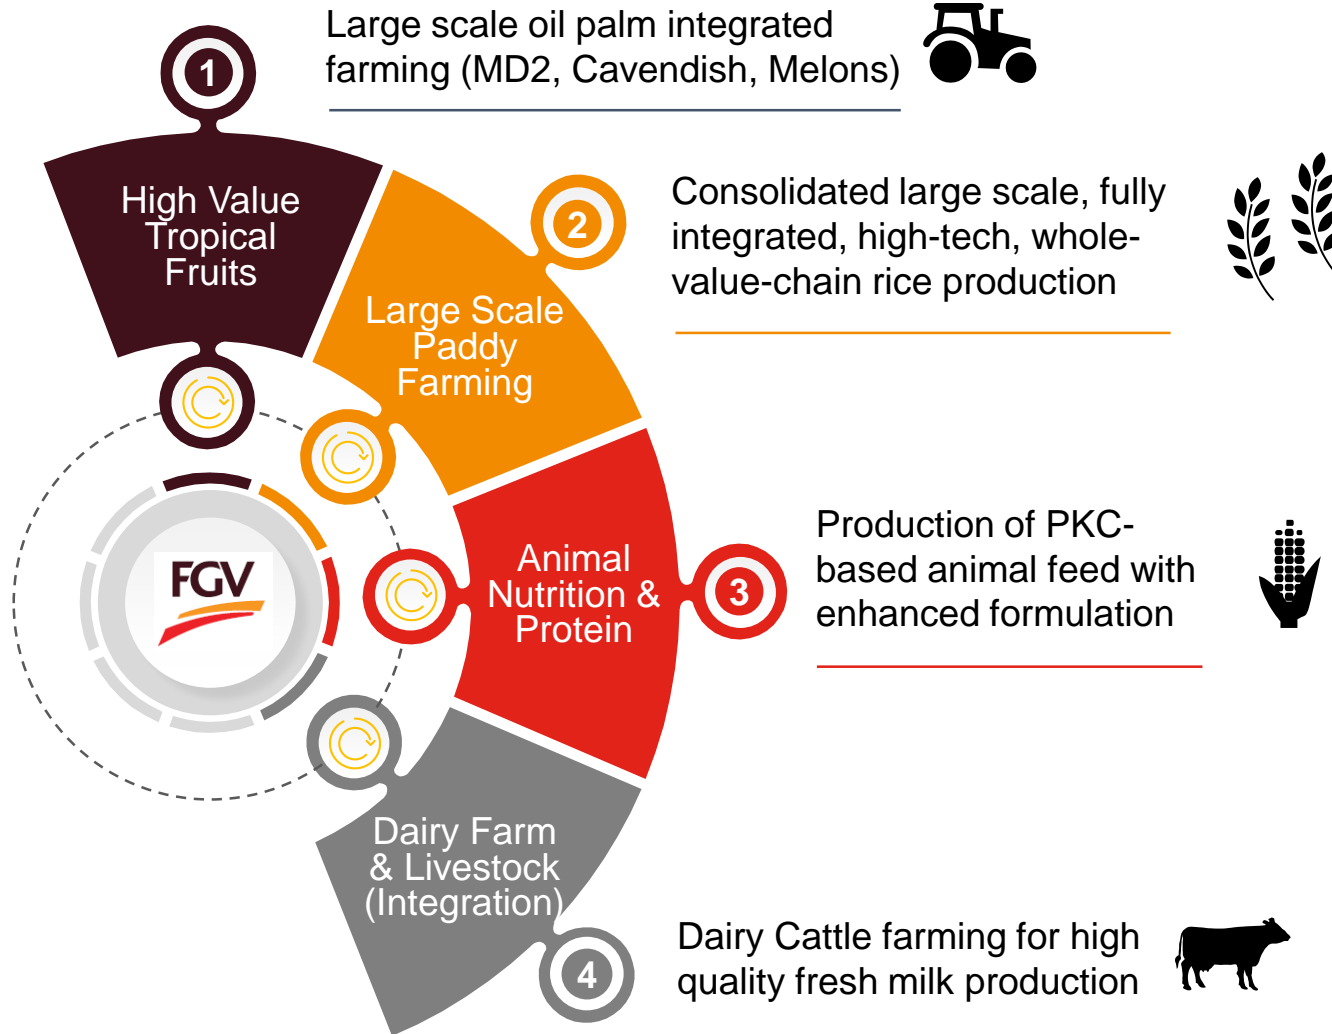 1
Large scale oil palm integrated
farming (MD2, Cavendish, Melons)
High Value
Tropical
Fruits
2
Consolidated large scale, fully
integrated, high-tech, whole-
value-chain rice production
Large Scale
Paddy
Farming
FGV
Animal
Nutrition &
Protein
3
Production of PKC-
based animal feed with
enhanced formulation
Dairy Farm
& Livestock
(Integration)
4
Dairy Cattle farming for high
quality fresh milk production